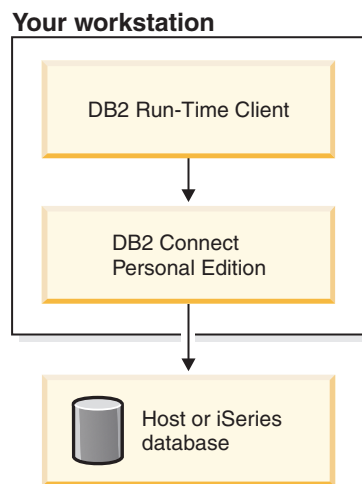 Your workstation
DB2 Run-Time Client
DB2 Connect
Personal Edition
Host or iSeries
database